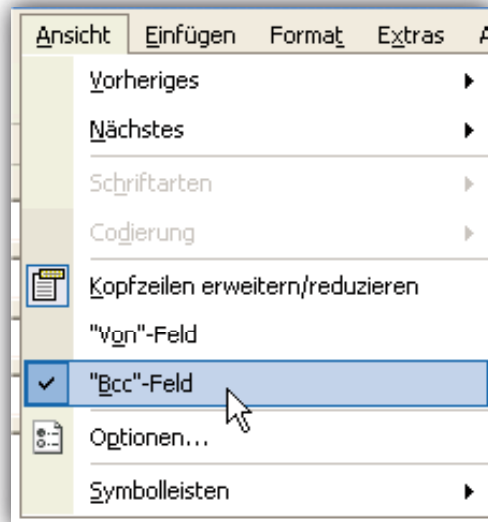 Ansicht Einfügen Format Extras A
Vorheriges
Nächstes
Schriftarten
Codierung
Kopfzeilen erweitern/reduzieren
"Von"-Feld
"Bcc"-Feld
Optionen...
Symbolleisten